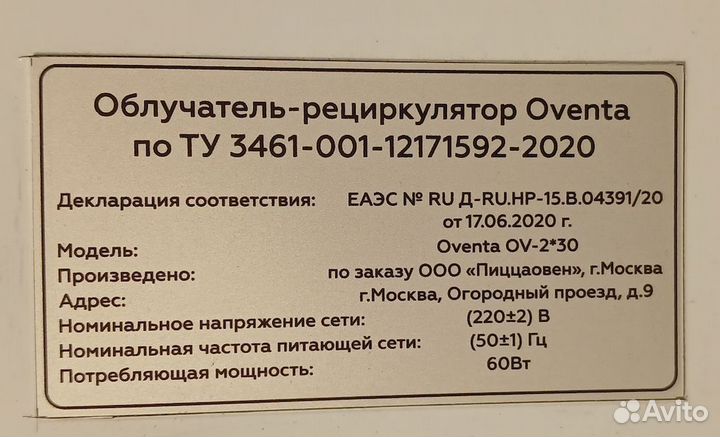 Облучатель-рециркулятор Oventa
по ТУ 3461-001-12171592-2020
Декларация соответствия: ЕАЭС № RU Д-RU.НР-15.В.04391/20
от 17.06.2020 г.
Модель: Oventa OV-2*30
Произведено: по заказу ООО «Пиццаовен», г.Москва
Адрес: г.Москва, Огородный проезд, д.9
Номинальное напряжение сети: (220±2) В
Номинальная частота питающей сети: (50±1) Гц
Потребляющая мощность: 60Вт
Avito